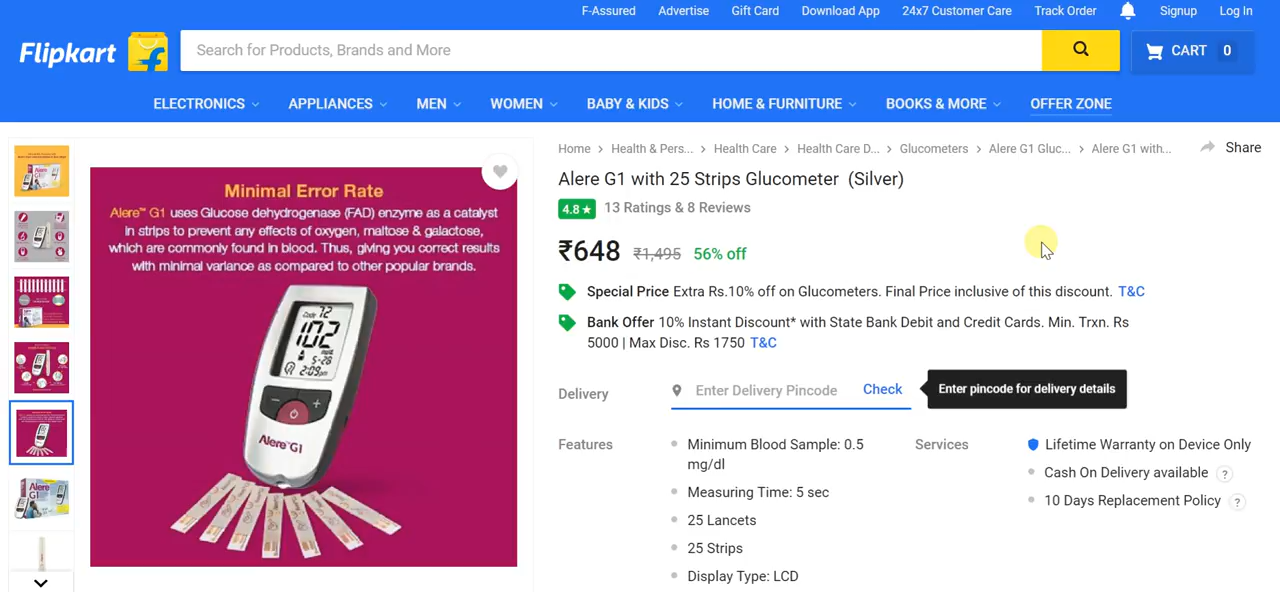 F-Assured Advertise Gift Card Download App 24x7 Customer Care Track Order Signup Log In
Flipkart Search for Products, Brands and More CART 0
ELECTRONICS APPLIANCES MEN WOMEN BABY & KIDS HOME & FURNITURE BOOKS & MORE OFFER ZONE
Home > Health & Pers... > Health Care > Health Care D... > Glucometers > Alere G1 Gluc... > Alere G1 with... Share
Alere G1 with 25 Strips Glucometer (Silver)
4.8★ 13 Ratings & 8 Reviews
₹648 ₹1,495 56% off
Special Price Extra Rs.10% off on Glucometers. Final Price inclusive of this discount. T&C
Bank Offer 10% Instant Discount* with State Bank Debit and Credit Cards. Min. Trxn. Rs
5000 | Max Disc. Rs 1750 T&C
Delivery Enter Delivery Pincode Check Enter pincode for delivery details
Features
Minimum Blood Sample: 0.5
mg/dl
Measuring Time: 5 sec
25 Lancets
25 Strips
Display Type: LCD
Services
Lifetime Warranty on Device Only
Cash On Delivery available ?
10 Days Replacement Policy ?
Minimal Error Rate
Alere™ G1 uses Glucose dehydrogenase (FAD) enzyme as a catalyst
in strips to prevent any effects of oxygen, maltose & galactose,
which are commonly found in blood. Thus, giving you correct results
with minimal variance as compared to other popular brands.
Code 72
102
5-28
2:09pm
Alere™ G1
Alere
G1